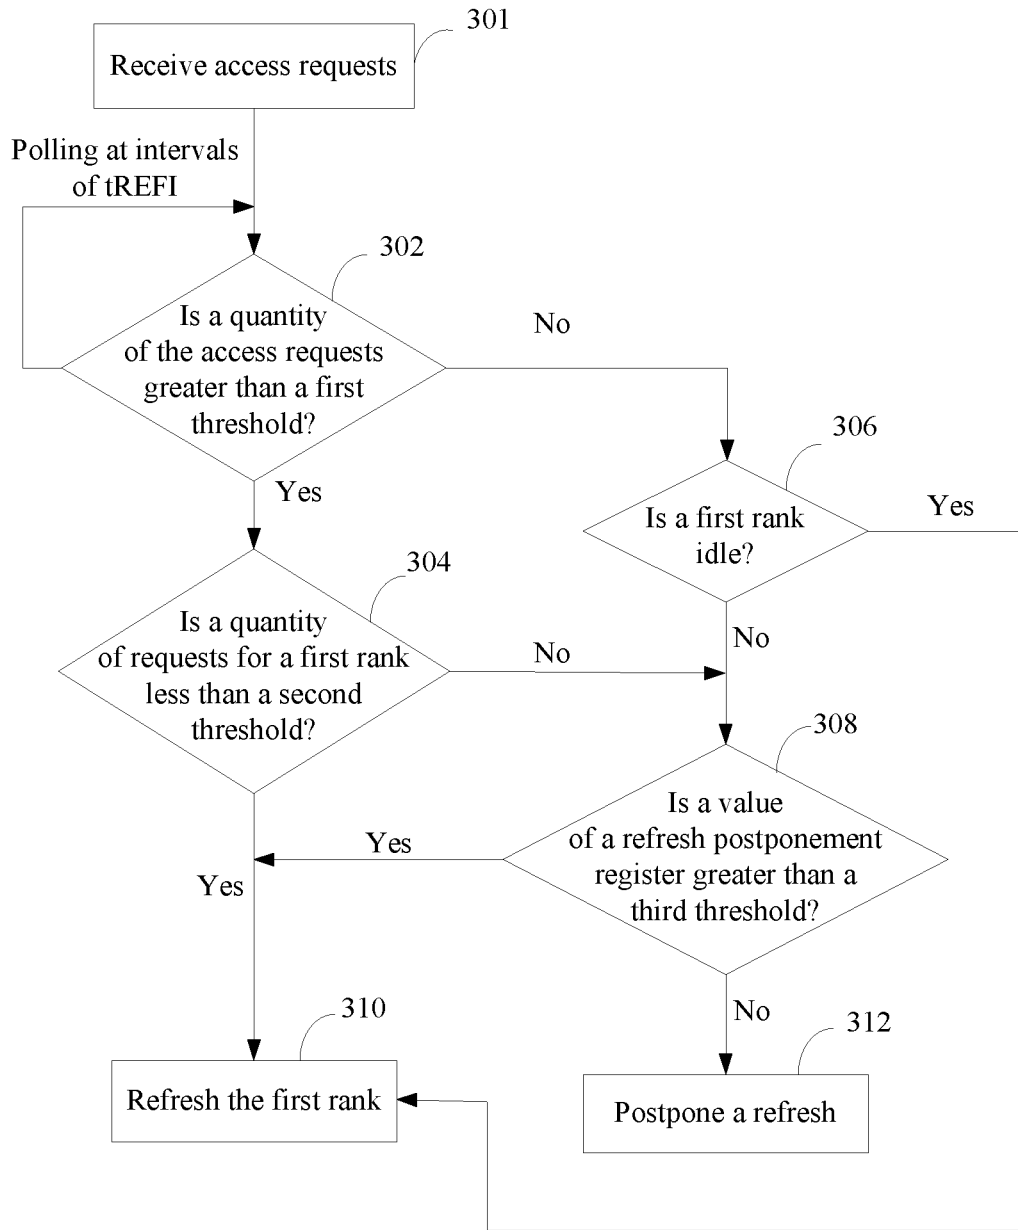 301
Receive access requests
Polling at intervals
of tREFI
302
Is a quantity
of the access requests
greater than a first
threshold?
No
Yes
306
Is a first rank
idle?
Yes
No
304
Is a quantity
of requests for a first rank
less than a second
threshold?
No
Yes
308
Is a value
of a refresh postponement
register greater than a
third threshold?
Yes
No
310
Refresh the first rank
312
Postpone a refresh